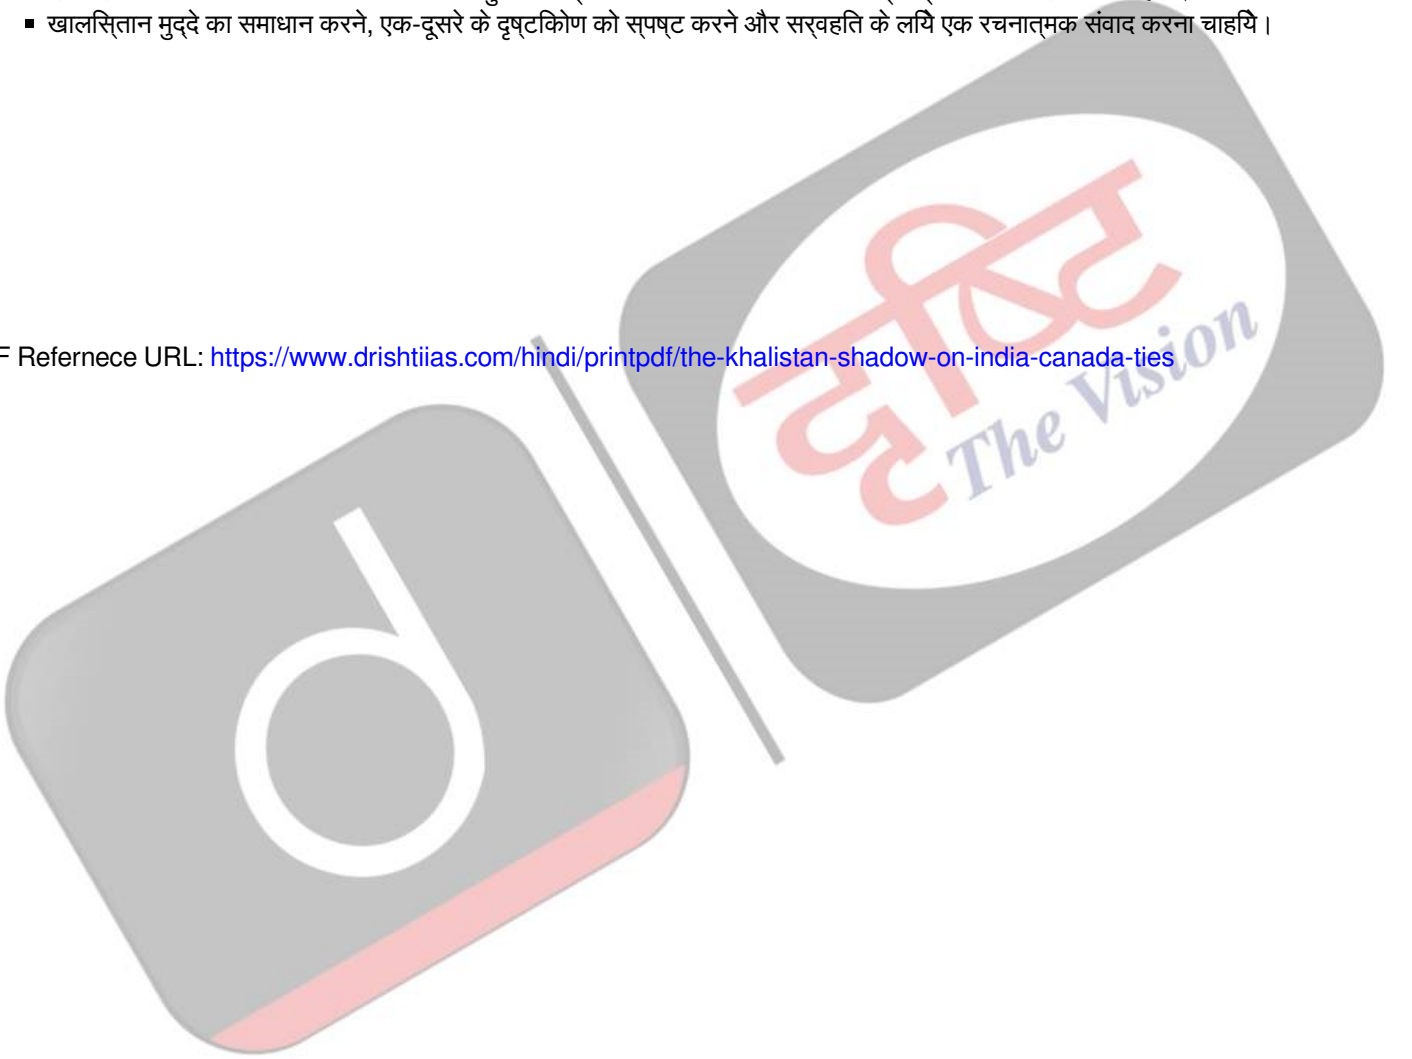 ▪ खालिस्तान मुद्दे का समाधान करने, एक-दूसरे के दृष्टिकोण को स्पष्ट करने और सर्वहित के लिये एक रचनात्मक संवाद करना चाहिये।
F Refernece URL: https://www.drishtiias.com/hindi/printpdf/the-khalistan-shadow-on-india-canada-ties
दृष्टि
The Vision
d